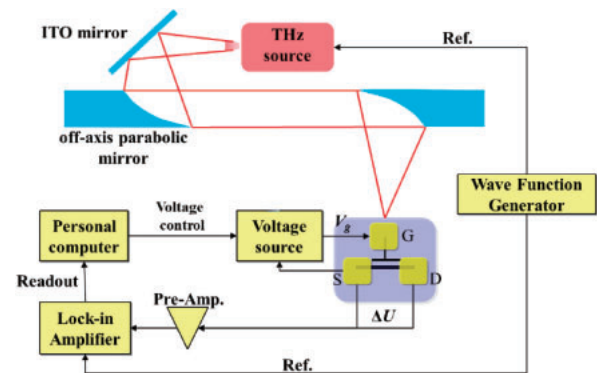 ITO mirror
THz
source
Ref.
off-axis parabolic
mirror
Wave Function
Generator
Personal
computer
Voltage
control
Voltage
source
Vg
G
S
D
Readout
Pre-Amp.
ΔU
Lock-in
Amplifier
Ref.